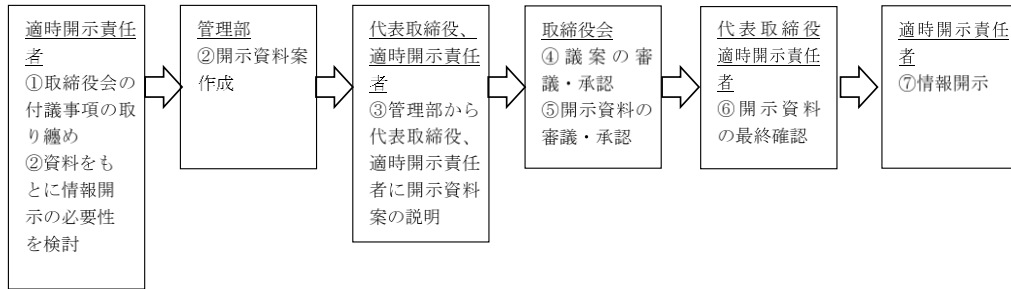 適時開示責任
者
①取締役会の
付議事項の取
り纏め
②資料をも
とに情報開
示の必要性
を検討
管理部
②開示資料案
作成
代表取締役、
適時開示責任
者
③管理部から
代表取締役、
適時開示責任
者に開示資料
案の説明
取締役会
④議案の審
議・承認
⑤開示資料の
審議・承認
代表取締役
適時開示責任
者
⑥開示資料
の最終確認
適時開示責任
者
⑦情報開示